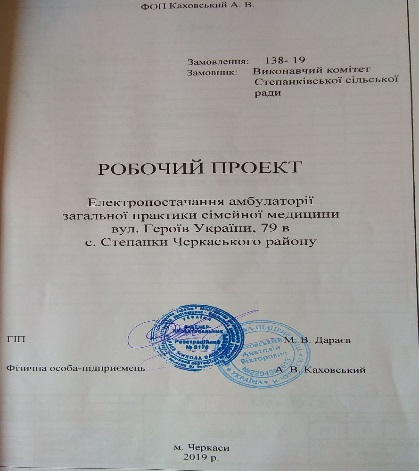 ФОП Каховський А. В.
Замовлення: 138- 19
Замовник: Виконавчий комітет
Степанківської сільської
ради
РОБОЧИЙ ПРОЕКТ
Електропостачання амбулаторії
загальної практики сімейної медицини
вул. Героїв України, 79 в
с. Степанки Черкаського району
ГІП
М. В. Дараєв
Фізична особа-підприємець
А. В. Каховський
м. Черкаси
2019 р.